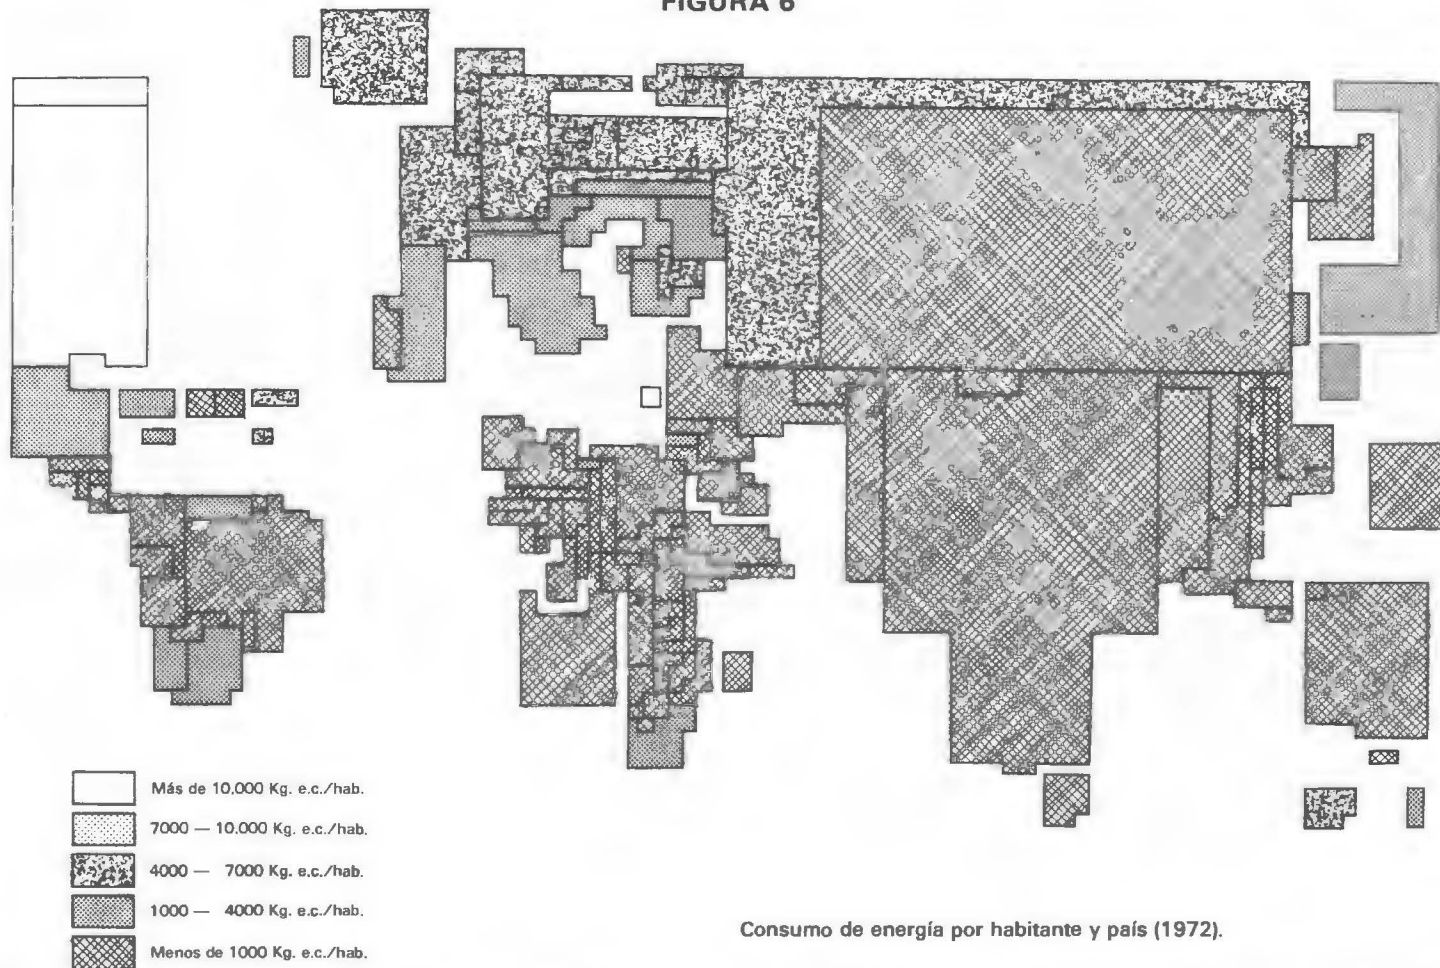 FIGURA 6
Más de 10.000 Kg. e.c./hab.
7000 — 10.000 Kg. e.c./hab.
4000 — 7000 Kg. e.c./hab.
1000 — 4000 Kg. e.c./hab.
Menos de 1000 Kg. e.c./hab.
Consumo de energía por habitante y país (1972).